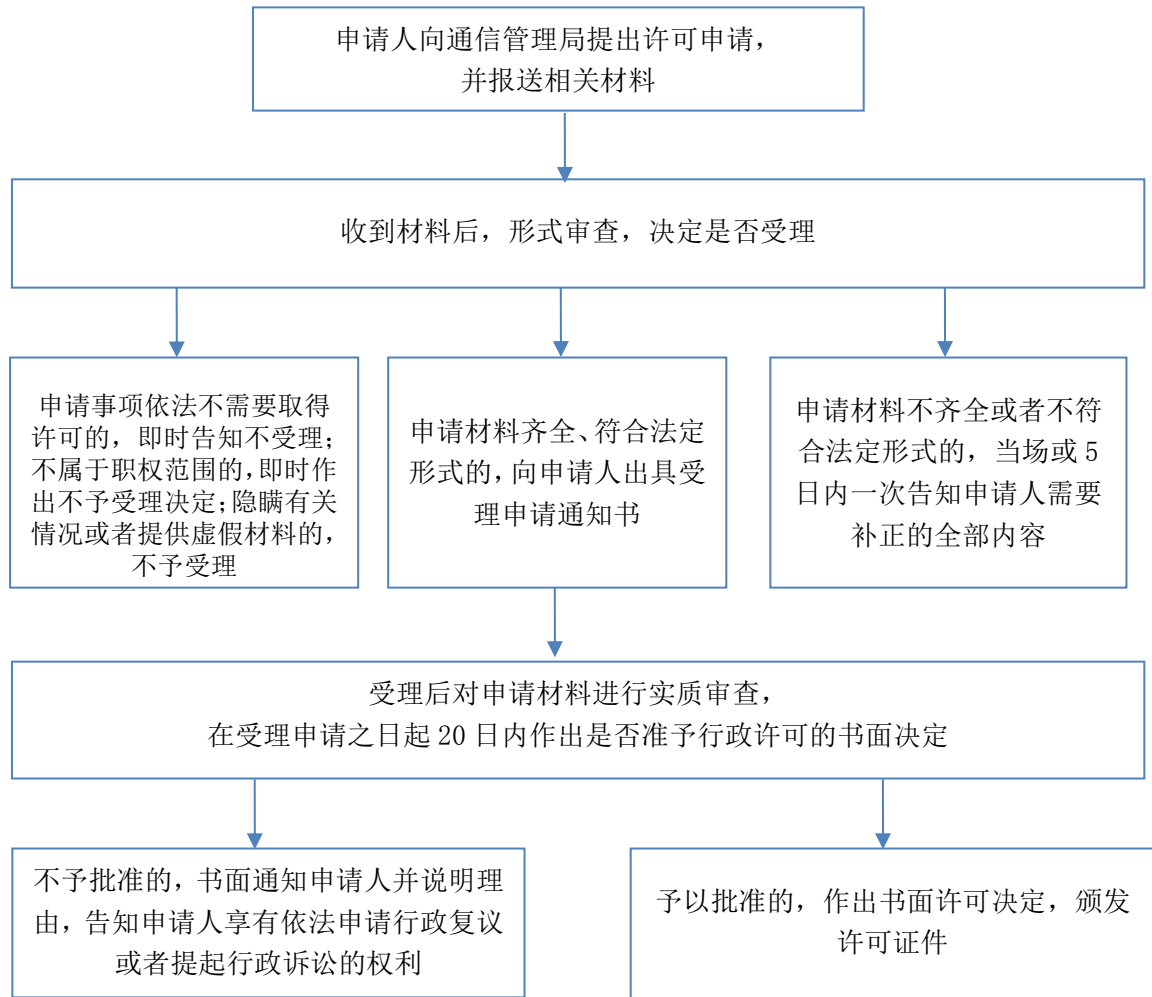 申请人向通信管理局提出许可申请，
并报送相关材料
收到材料后，形式审查，决定是否受理
申请事项依法不需要取得
许可的，即时告知不受理；
不属于职权范围的，即时作
出不予受理决定；隐瞒有关
情况或者提供虚假材料的，
不予受理
申请材料齐全、符合法定
形式的，向申请人出具受
理申请通知书
申请材料不齐全或者不符
合法定形式的，当场或 5
日内一次告知申请人需要
补正的全部内容
受理后对申请材料进行实质审查，
在受理申请之日起 20 日内作出是否准予行政许可的书面决定
不予批准的，书面通知申请人并说明理
由，告知申请人享有依法申请行政复议
或者提起行政诉讼的权利
予以批准的，作出书面许可决定，颁发
许可证件